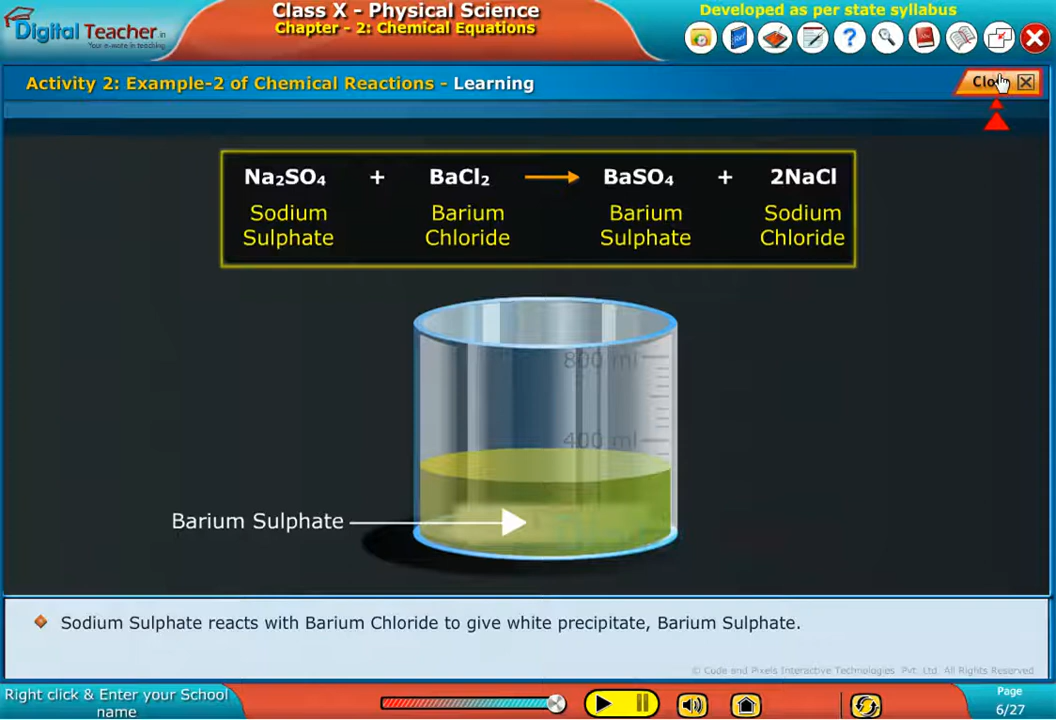 Digital Teacher.in
Your e-mate in teaching
Class X - Physical Science
Chapter - 2: Chemical Equations
Developed as per state syllabus
Activity 2: Example-2 of Chemical Reactions - Learning
Na₂SO₄ + BaCl₂ → BaSO₄ + 2NaCl
Sodium Barium Barium Sodium
Sulphate Chloride Sulphate Chloride
800 ml
400 ml
Barium Sulphate
Sodium Sulphate reacts with Barium Chloride to give white precipitate, Barium Sulphate.
© Code and Pixels Interactive Technologies. Pvt. Ltd. All Rights Reserved
Right click & Enter your School
name
Page
6/27